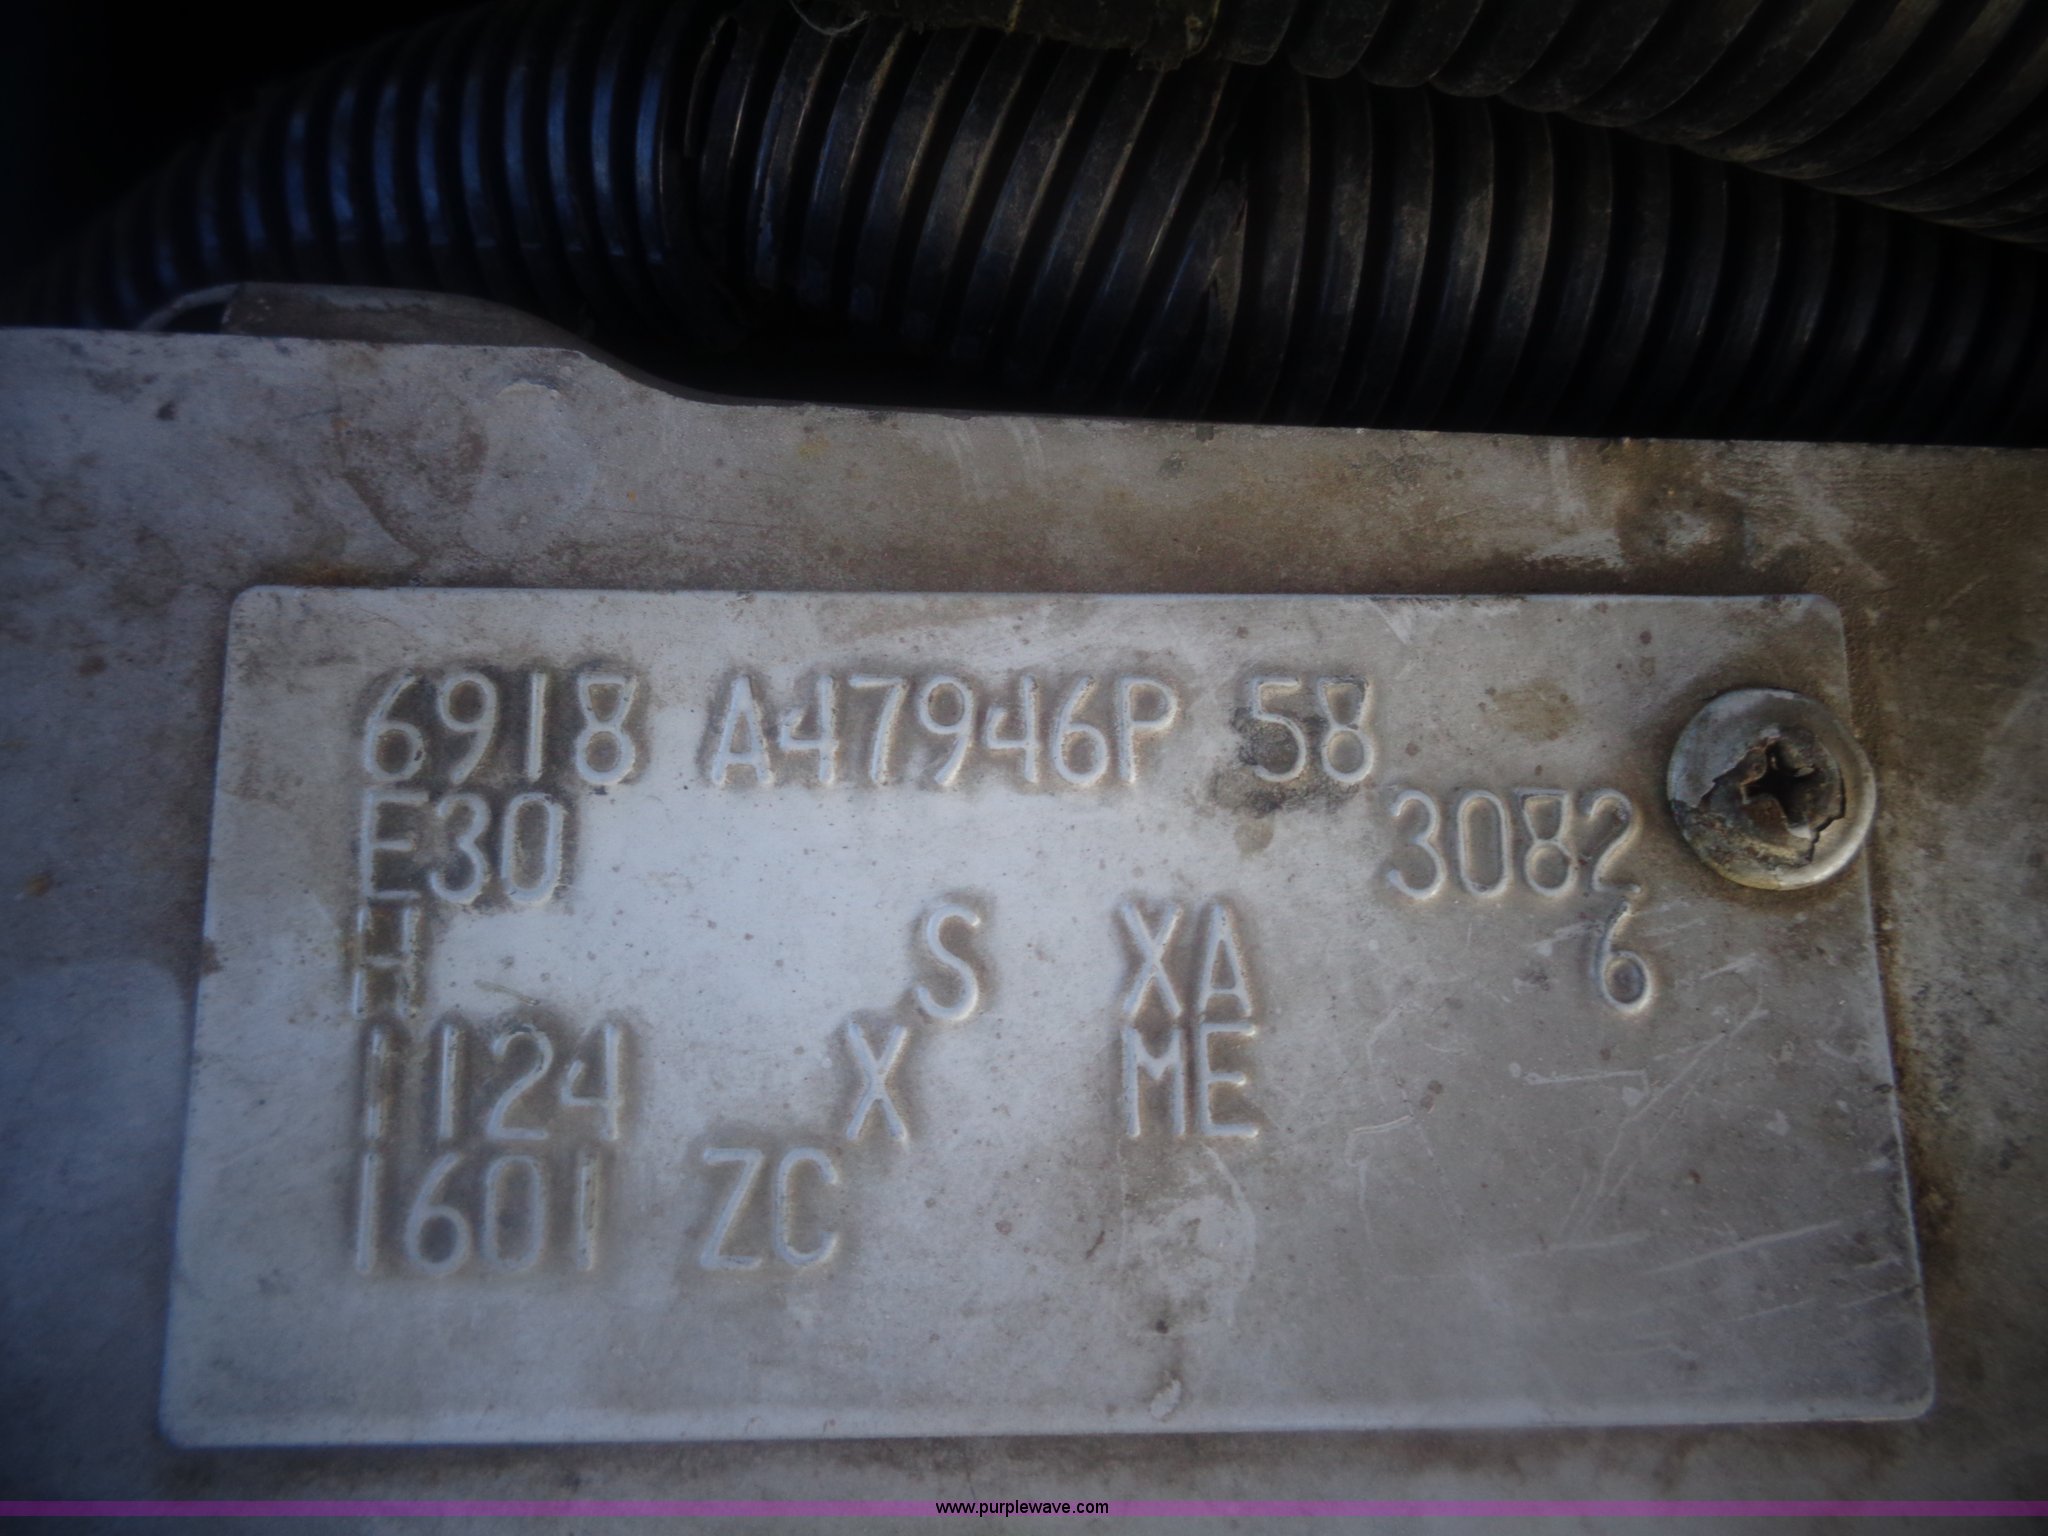 6918 A47946P 58
E30 3082
H S XA 6
1124 X ME
1601 ZC
www.purplewave.com